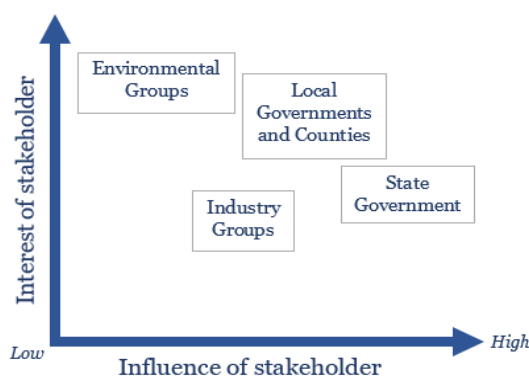 Environmental
Groups
Local
Governments
and Counties
State
Government
Industry
Groups
Interest of stakeholder
Low
High
Influence of stakeholder